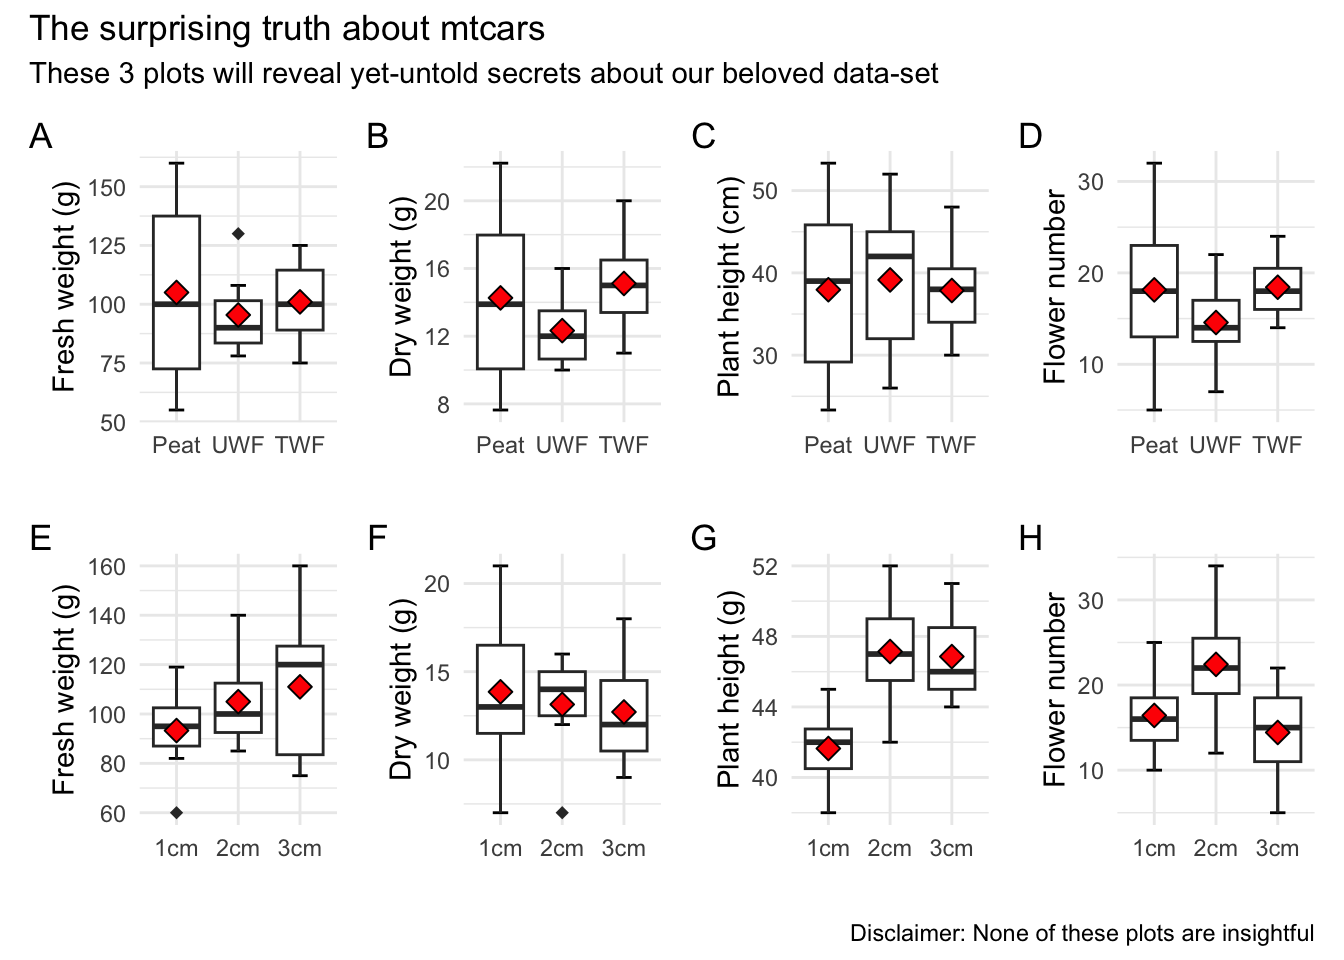 The surprising truth about mtcars
These 3 plots will reveal yet-untold secrets about our beloved data-set
A
Fresh weight (g)
150
125
100
75
50
Peat UWF TWF
B
Dry weight (g)
20
16
12
8
Peat UWF TWF
C
Plant height (cm)
50
40
30
Peat UWF TWF
D
Flower number
30
20
10
Peat UWF TWF
E
Fresh weight (g)
160
140
120
100
80
60
1cm 2cm 3cm
F
Dry weight (g)
20
15
10
1cm 2cm 3cm
G
Plant height (g)
52
48
44
40
1cm 2cm 3cm
H
Flower number
30
20
10
1cm 2cm 3cm
Disclaimer: None of these plots are insightful